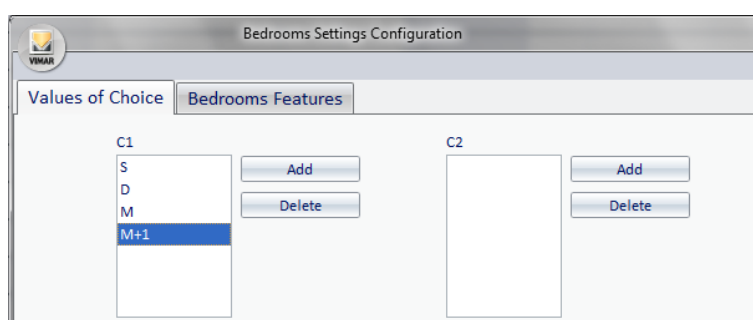 Bedrooms Settings Configuration
VIMAR
Values of Choice Bedrooms Features
C1 C2
S Add Add
D
M Delete Delete
M+1